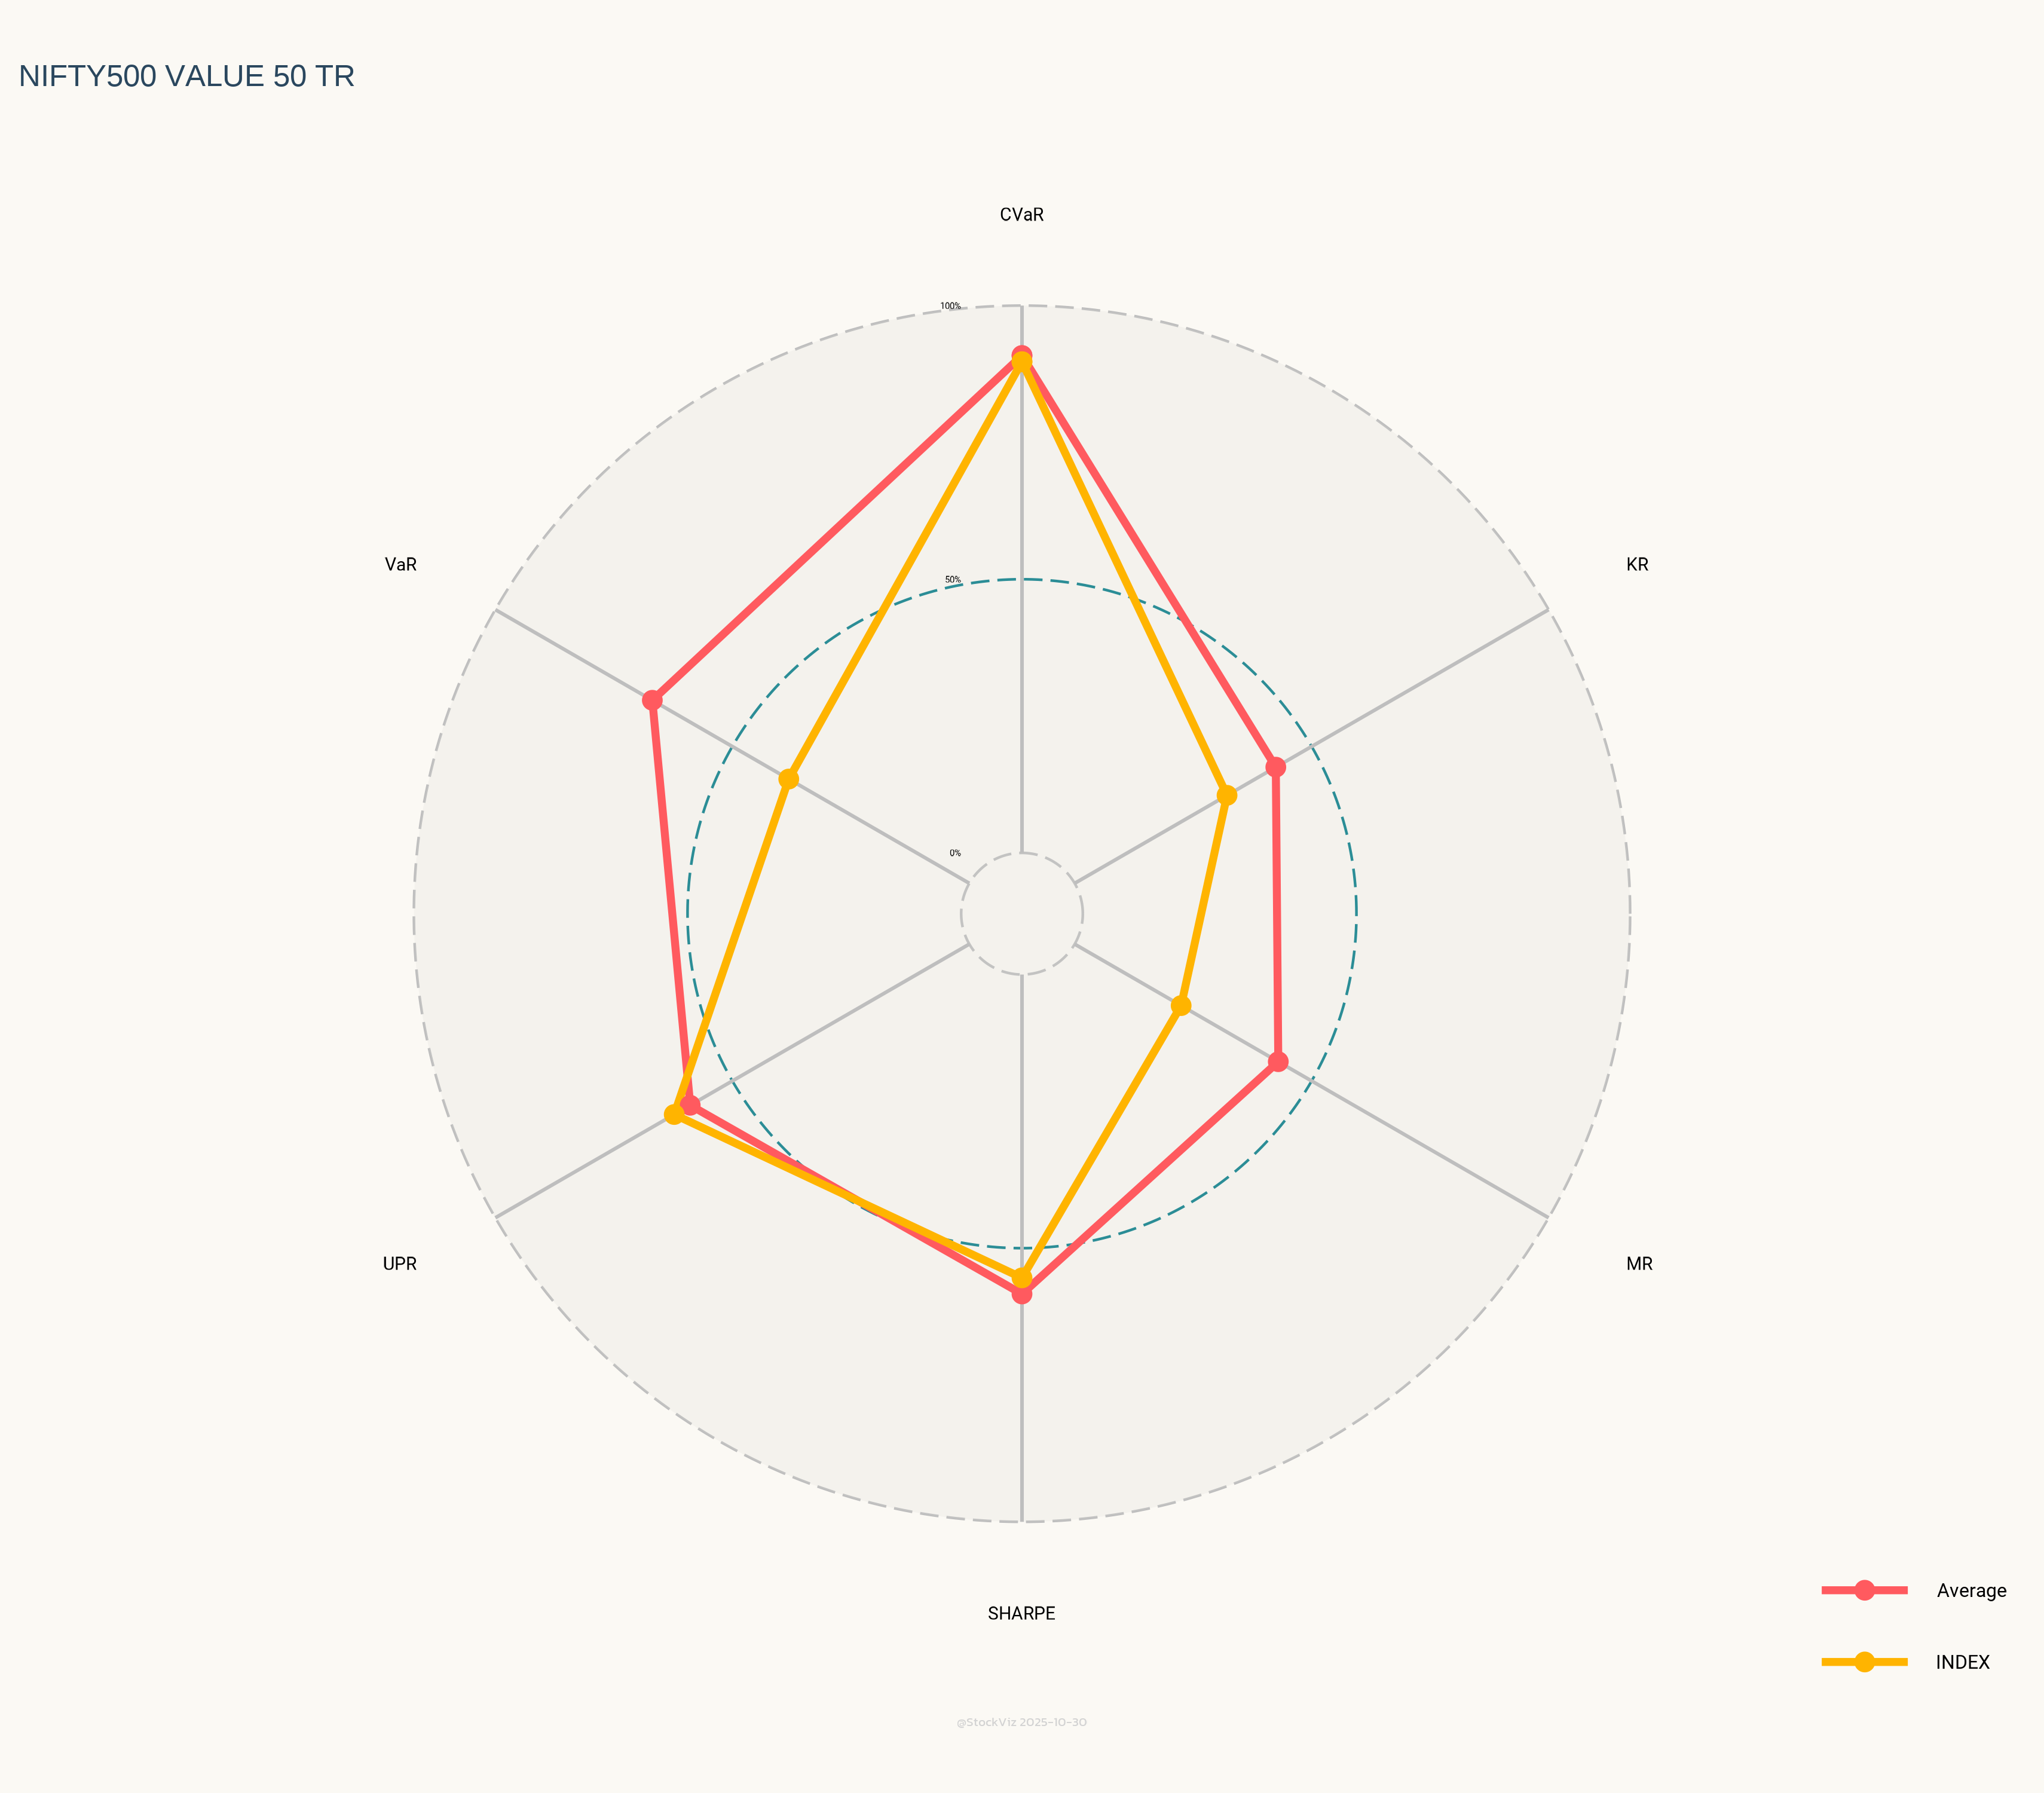 NIFTY500 VALUE 50 TR
CVaR
100%
VaR
KR
50%
0%
UPR
MR
SHARPE
Average
INDEX
@StockViz 2025-10-30